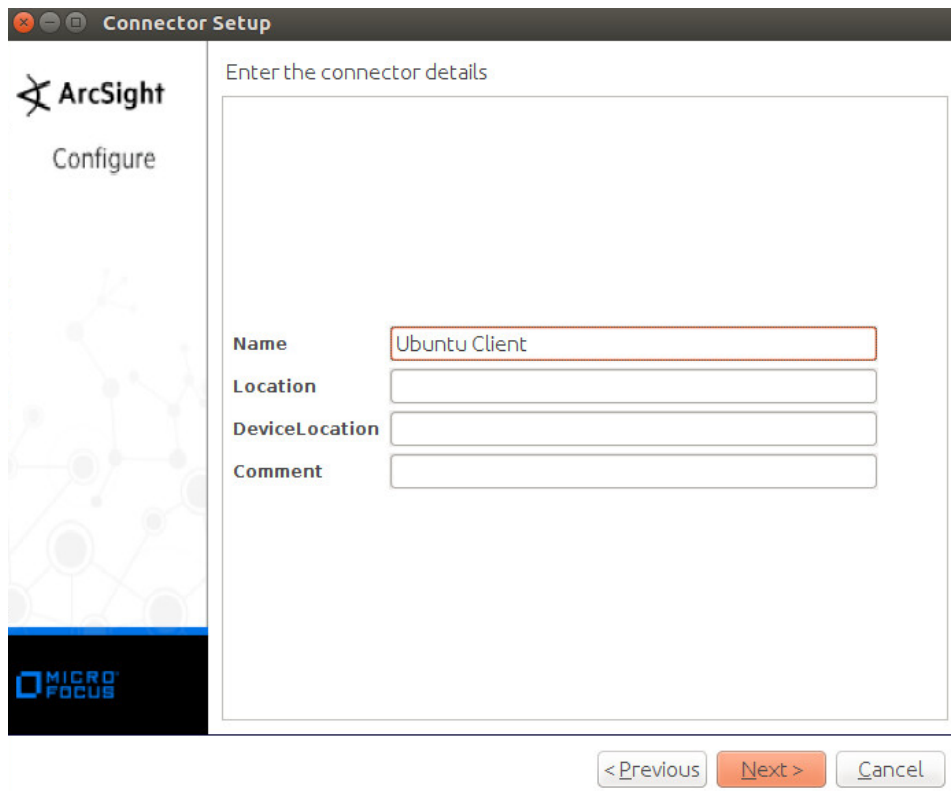 Connector Setup
ArcSight
Configure
Enter the connector details
Name Ubuntu Client
Location
DeviceLocation
Comment
MICRO
FOCUS
< Previous Next > Cancel